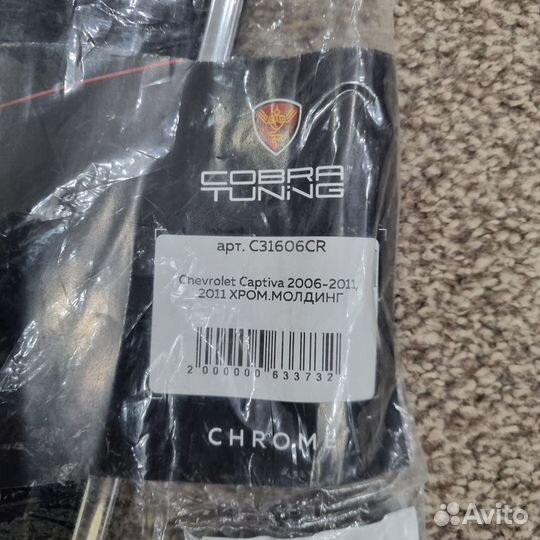 COBRA
TUNING
арт. C31606CR
Chevrolet Captiva 2006-2011,
2011 ХРОМ.МОЛДИНГ
2 000000 633732
CHROME
Avito